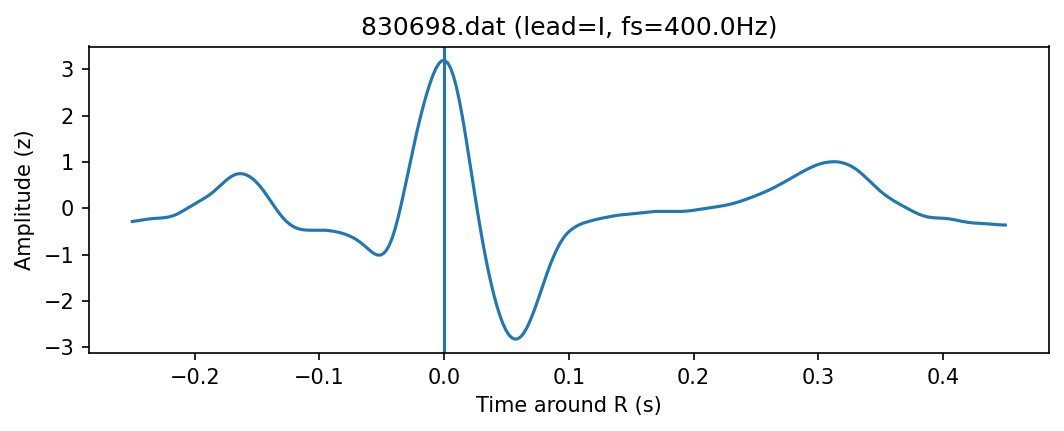 830698.dat (lead=I, fs=400.0Hz)
Amplitude (z)
3
2
1
0
−1
−2
−3
−0.2 −0.1 0.0 0.1 0.2 0.3 0.4
Time around R (s)